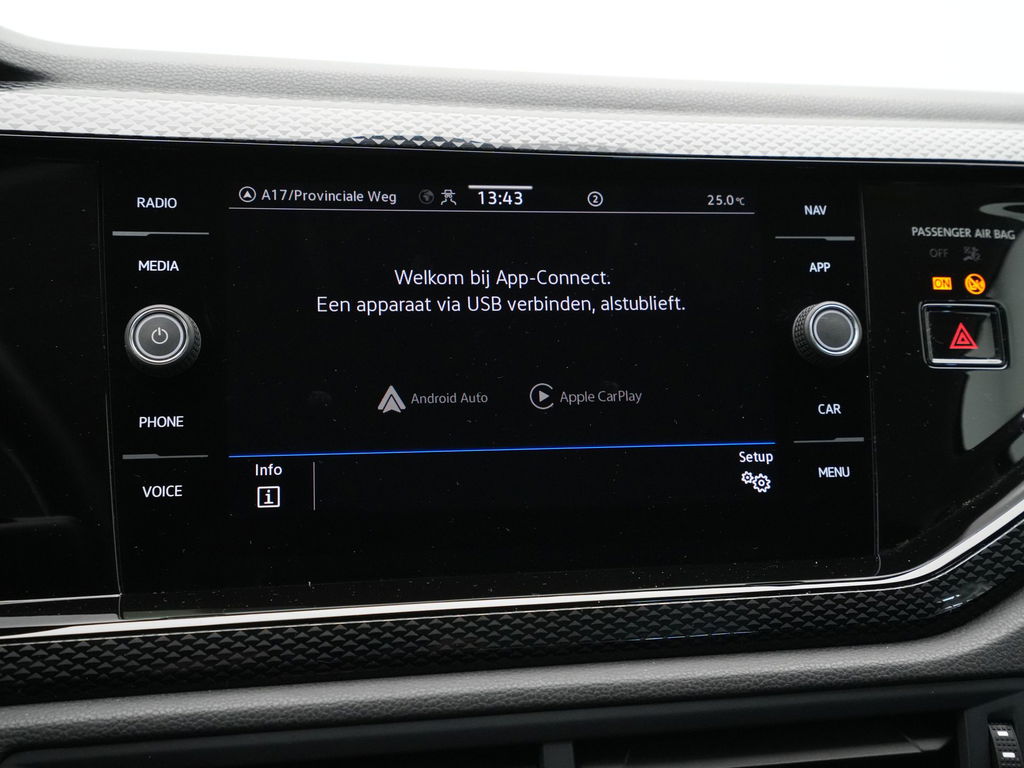 A17/Provinciale Weg 13:43 2 25.0°C
RADIO
MEDIA
PHONE
VOICE
Welkom bij App-Connect.
Een apparaat via USB verbinden, alstublieft.
Android Auto
Apple CarPlay
Info
i
Setup
NAV
APP
CAR
MENU
PASSENGER AIR BAG
OFF
ON